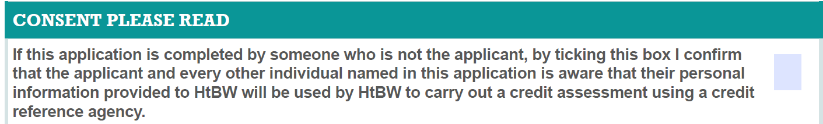 CONSENT PLEASE READ
If this application is completed by someone who is not the applicant, by ticking this box I confirm
that the applicant and every other individual named in this application is aware that their personal
information provided to HtBW will be used by HtBW to carry out a credit assessment using a credit
reference agency.